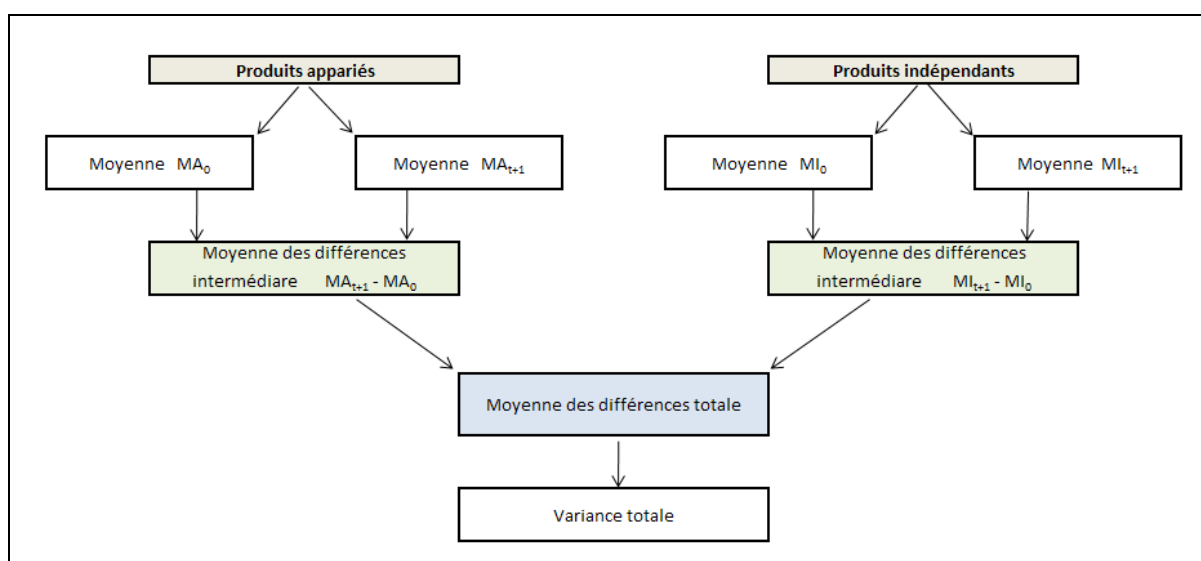 Produits appariés
Produits indépendants
Moyenne MA₀
Moyenne MAₜ₊₁
Moyenne MI₀
Moyenne MIₜ₊₁
Moyenne des différences
intermédiare MAₜ₊₁ - MA₀
Moyenne des différences
intermédiare MIₜ₊₁ - MI₀
Moyenne des différences totale
Variance totale